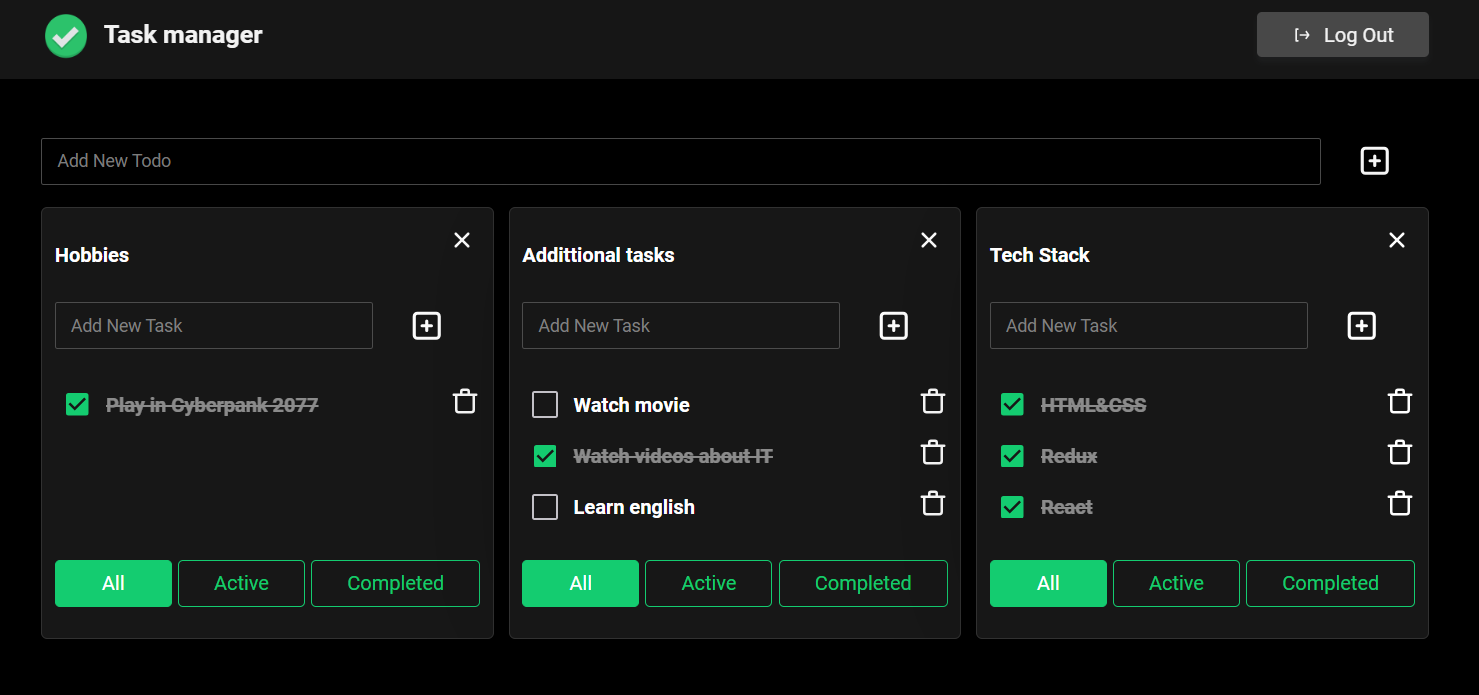 Task manager
Log Out
Add New Todo
Hobbies
Add New Task
Play in Cyberpank 2077
All Active Completed
Addittional tasks
Add New Task
Watch movie
Watch videos about IT
Learn english
All Active Completed
Tech Stack
Add New Task
HTML&CSS
Redux
React
All Active Completed